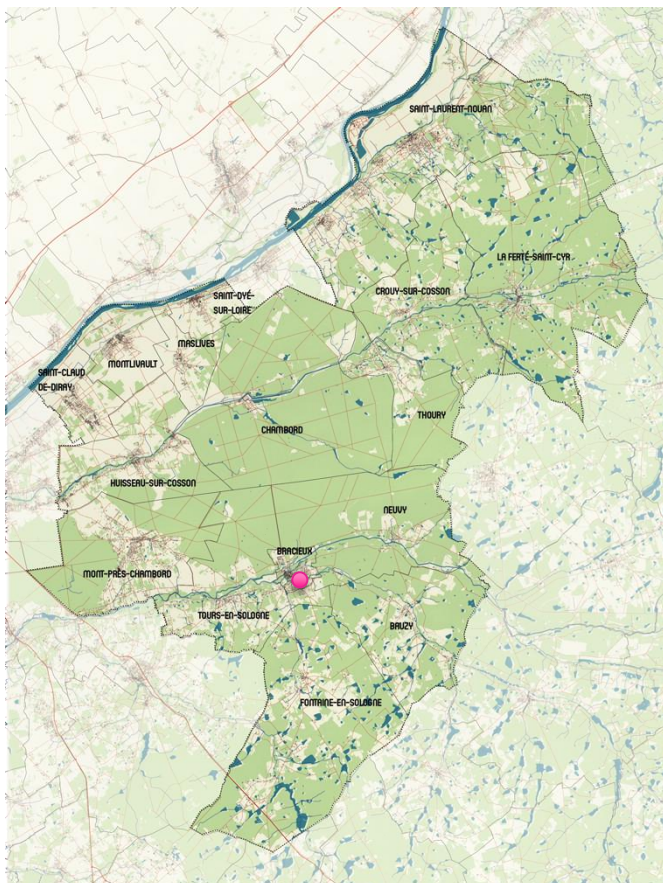 SAINT-LAURENT-NOUAN
LA FERTÉ-SAINT-CYR
CROUY-SUR-COSSON
SAINT-DYÉ-
SUR-LOIRE
MASLIVES
MONTLIVAULT
SAINT-CLAUD
DE-DIRAY
THOURY
CHAMBORD
HUISSEAU-SUR-COSSON
NEUVY
BRACIEUX
MONT-PRÈS-CHAMBORD
TOURS-EN-SOLOGNE
BAUZY
FONTAINE-EN-SOLOGNE